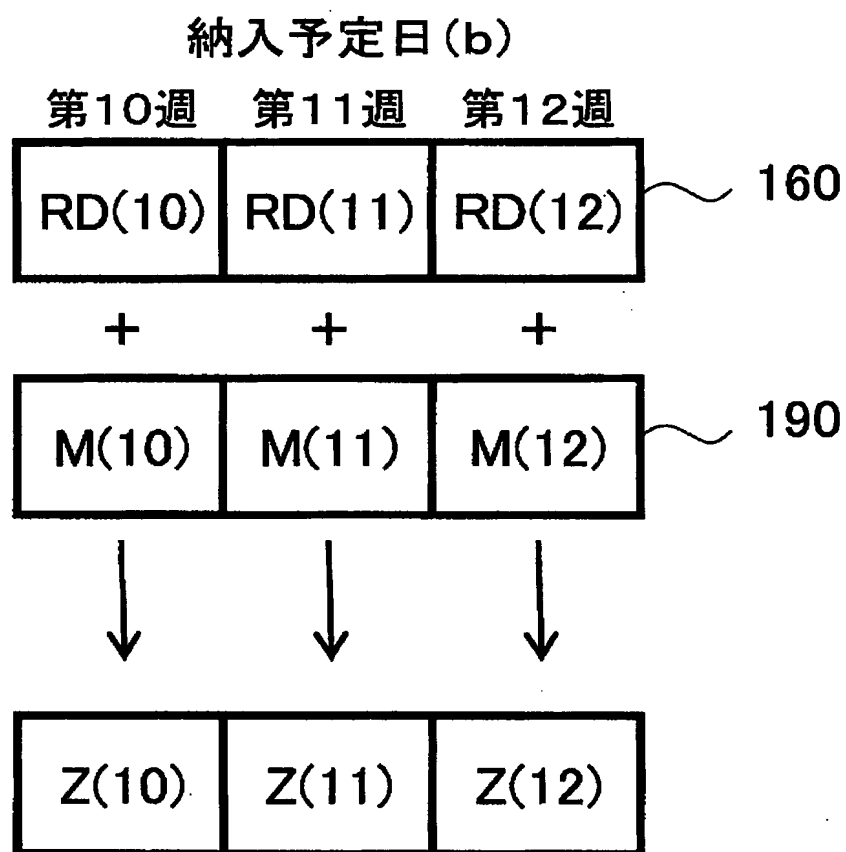 納入予定日(b)
第10週 第11週 第12週
RD(10) RD(11) RD(12) 160
+ + +
M(10) M(11) M(12) 190
Z(10) Z(11) Z(12)